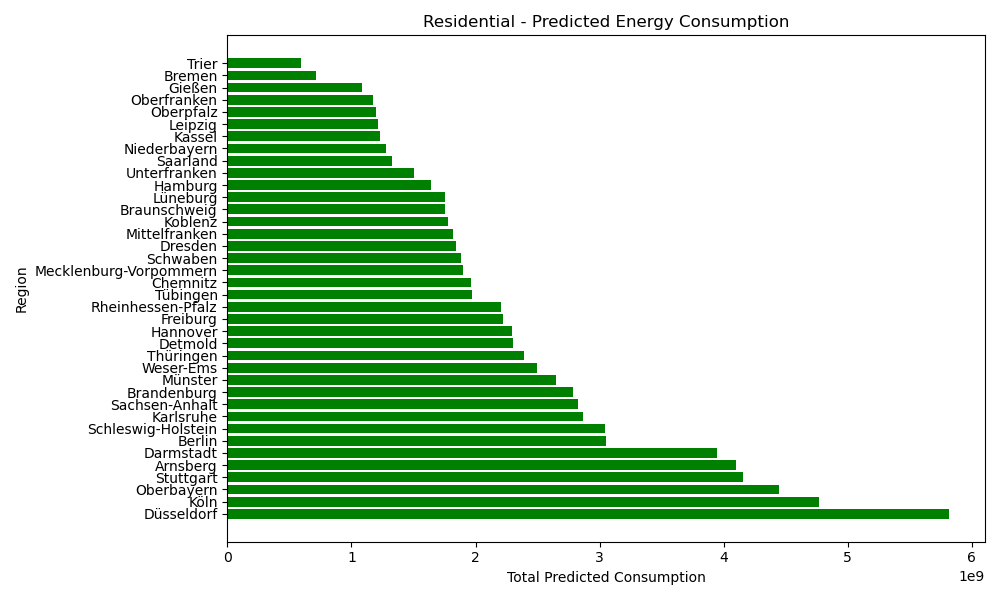 Residential - Predicted Energy Consumption
Region
Trier
Bremen
Gießen
Oberfranken
Oberpfalz
Leipzig
Kassel
Niederbayern
Saarland
Unterfranken
Hamburg
Lüneburg
Braunschweig
Koblenz
Mittelfranken
Dresden
Schwaben
Mecklenburg-Vorpommern
Chemnitz
Tübingen
Rheinhessen-Pfalz
Freiburg
Hannover
Detmold
Thüringen
Weser-Ems
Münster
Brandenburg
Sachsen-Anhalt
Karlsruhe
Schleswig-Holstein
Berlin
Darmstadt
Arnsberg
Stuttgart
Oberbayern
Köln
Düsseldorf
0 1 2 3 4 5 6
1e9
Total Predicted Consumption